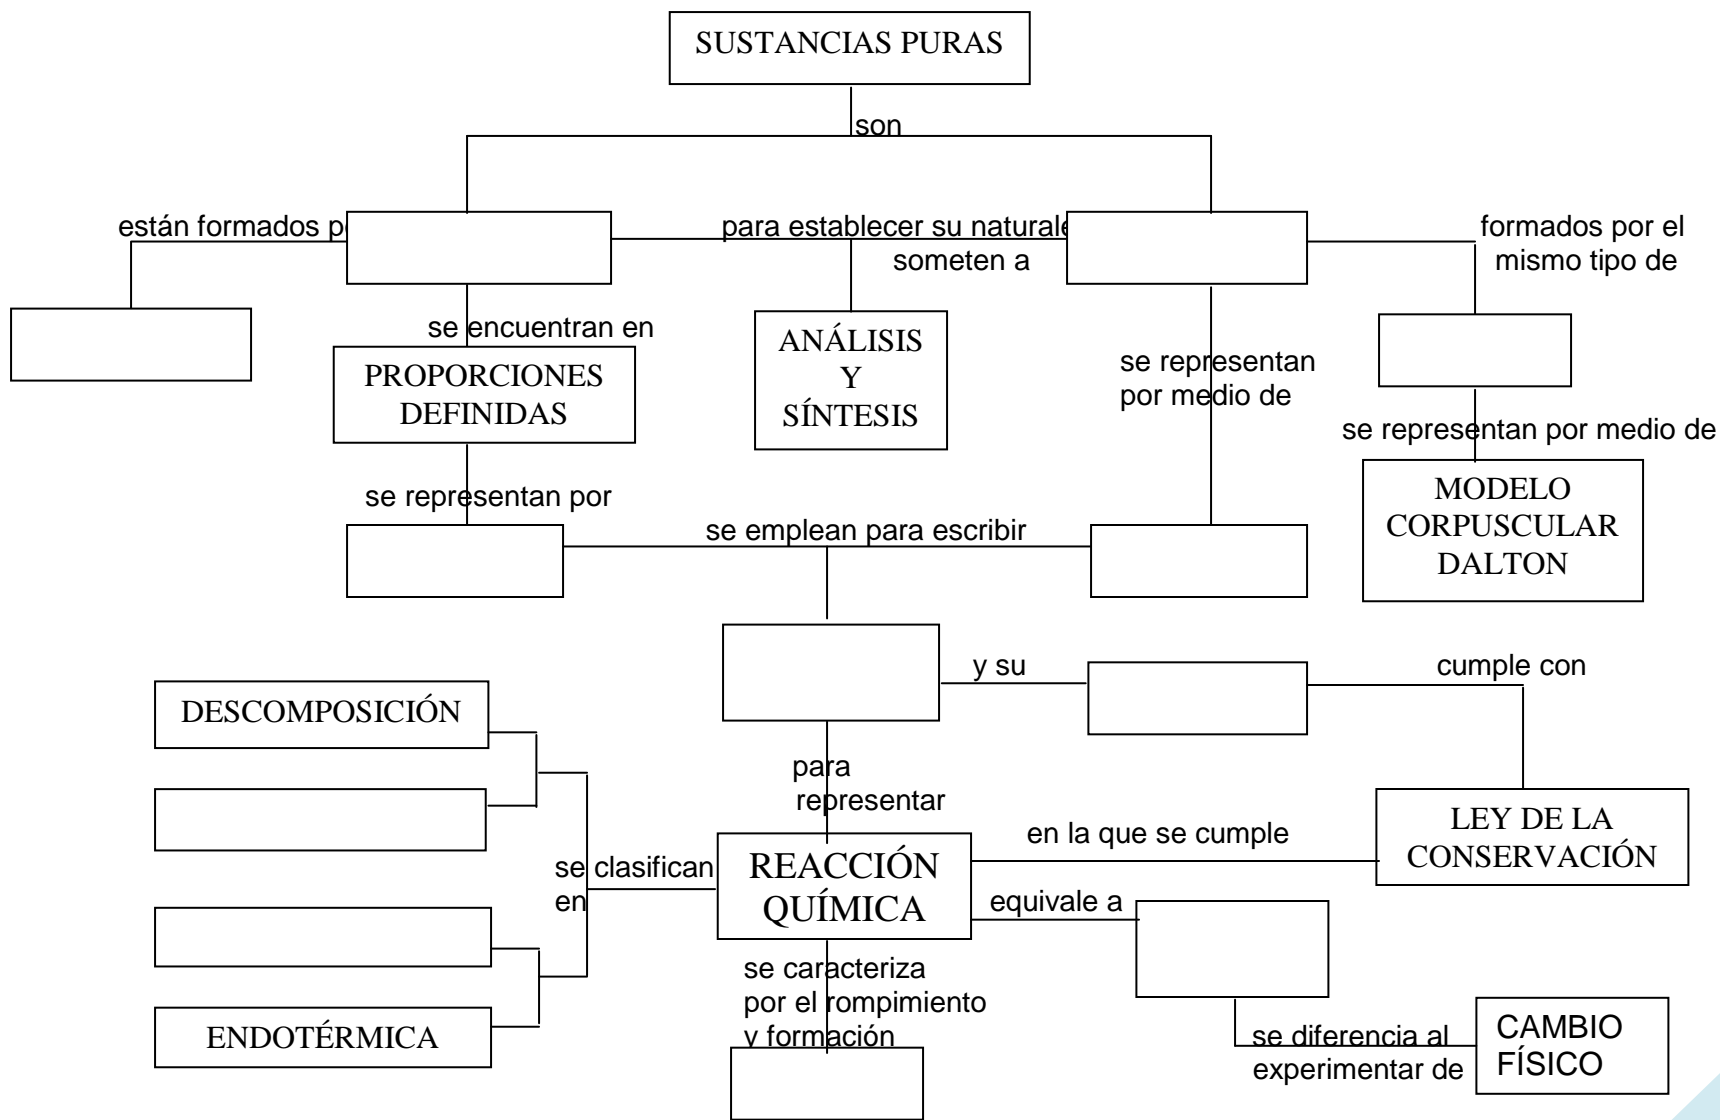 SUSTANCIAS PURAS
son
están formados p
para establecer su natural
someten a
formados por el
mismo tipo de
se encuentran en
PROPORCIONES
DEFINIDAS
ANÁLISIS
Y
SÍNTESIS
se representan
por medio de
se representan por medio de
MODELO
CORPUSCULAR
DALTON
se representan por
se emplean para escribir
y su
cumple con
DESCOMPOSICIÓN
para
representar
LEY DE LA
CONSERVACIÓN
en la que se cumple
se clasifican
en
REACCIÓN
QUÍMICA
equivale a
ENDOTÉRMICA
se caracteriza
por el rompimiento
y formación
se diferencia al
experimentar de
CAMBIO
FÍSICO